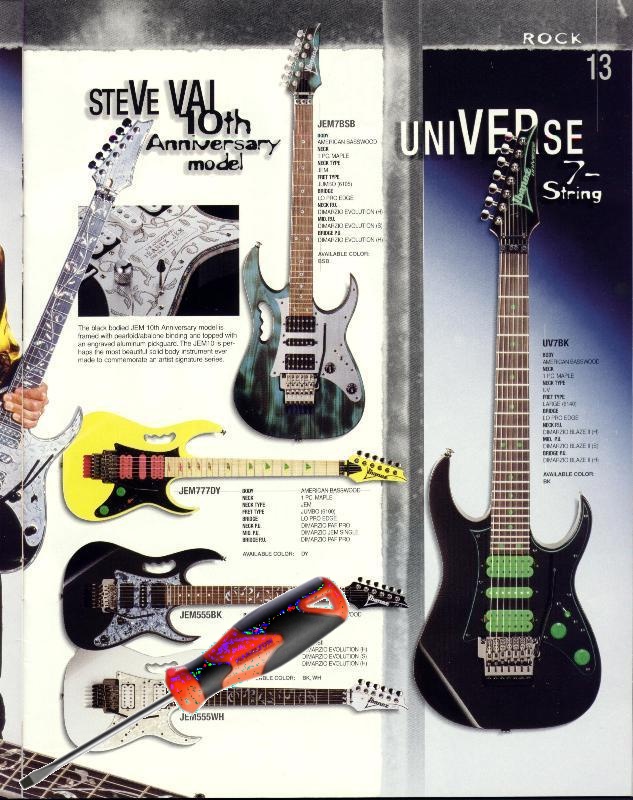 ROCK
13
STEVE VAI
10th
Anniversary
model
The black bodied JEM 10th Anniversary model is
framed with pearloid/abalone binding and topped with
an engraved aluminum pickguard. The JEM10 is per-
haps the most beautiful solid body instrument ever
made to commemorate an artist signature series.
JEM7BSB
BODY
AMERICAN BASSWOOD
NECK
1 PC. MAPLE
NECK TYPE
JEM
FRET TYPE
JUMBO (6105)
BRIDGE
LO PRO EDGE
NECK P.U.
DIMARZIO EVOLUTION (H)
MID. P.U.
DIMARZIO EVOLUTION (S)
BRIDGE P.U.
DIMARZIO EVOLUTION (H)
AVAILABLE COLOR:
BSB
JEM777DY
BODY AMERICAN BASSWOOD
NECK 1 PC. MAPLE
NECK TYPE JEM
FRET TYPE JUMBO (6100)
BRIDGE LO PRO EDGE
NECK P.U. DIMARZIO PAF PRO
MID. P.U. DIMARZIO JEM SINGLE
BRIDGE P.U. DIMARZIO PAF PRO
AVAILABLE COLOR: DY
JEM555BK
DIMARZIO EVOLUTION (H)
DIMARZIO EVOLUTION (S)
DIMARZIO EVOLUTION (H)
COLOR: BK, WH
JEM555WH
UNIVERSE
7-
String
Ibanez
UV7BK
BODY
AMERICAN BASSWOOD
NECK
1 PC. MAPLE
NECK TYPE
UV
FRET TYPE
LARGE (6140)
BRIDGE
LO PRO EDGE
NECK P.U.
DIMARZIO BLAZE II (H)
MID. P.U.
DIMARZIO BLAZE II (S)
BRIDGE P.U.
DIMARZIO BLAZE II (H)
AVAILABLE COLOR:
BK